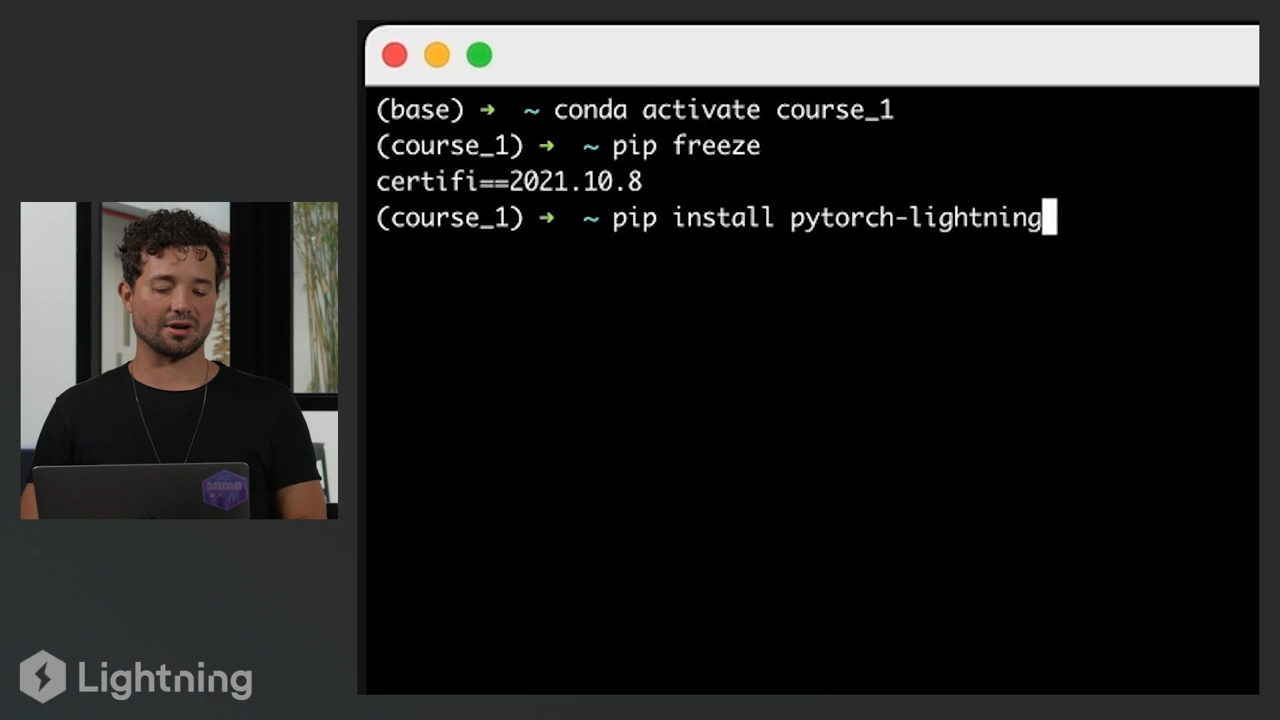 (base) ➜ ~ conda activate course_1
(course_1) ➜ ~ pip freeze
certifi==2021.10.8
(course_1) ➜ ~ pip install pytorch-lightning
Lightning